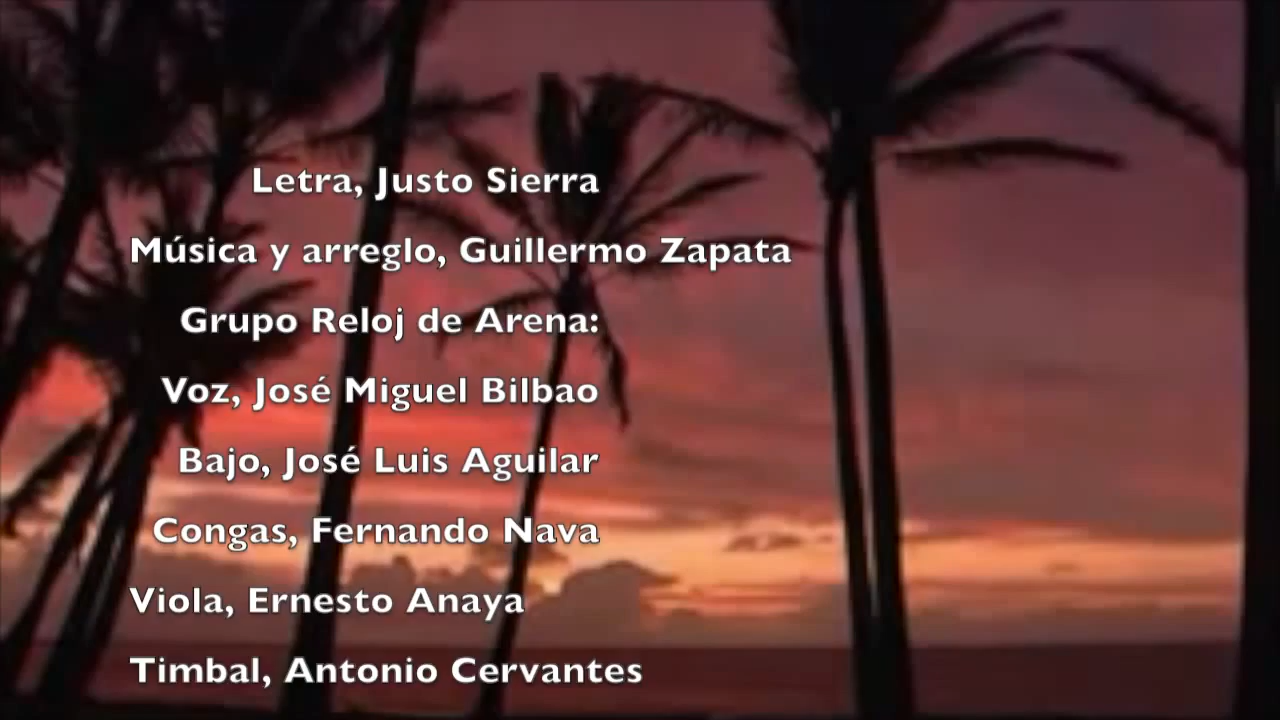 Letra, Justo Sierra
Música y arreglo, Guillermo Zapata
Grupo Reloj de Arena:
Voz, José Miguel Bilbao
Bajo, José Luis Aguilar
Congas, Fernando Nava
Viola, Ernesto Anaya
Timbal, Antonio Cervantes